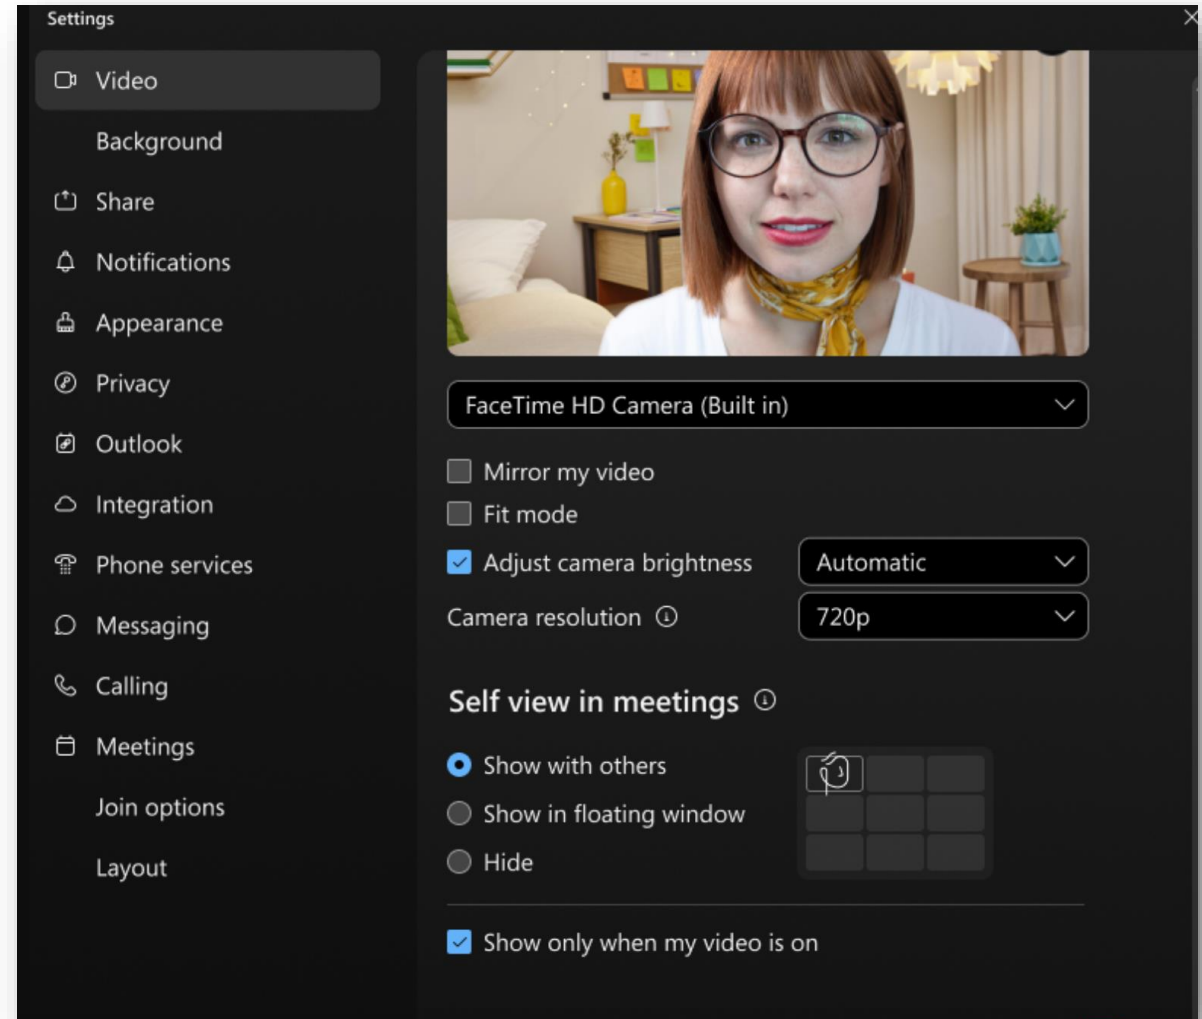 Settings
Video
Background
Share
Notifications
Appearance
Privacy
Outlook
Integration
Phone services
Messaging
Calling
Meetings
Join options
Layout
FaceTime HD Camera (Built in)
Mirror my video
Fit mode
Adjust camera brightness Automatic
Camera resolution 720p
Self view in meetings
Show with others
Show in floating window
Hide
Show only when my video is on